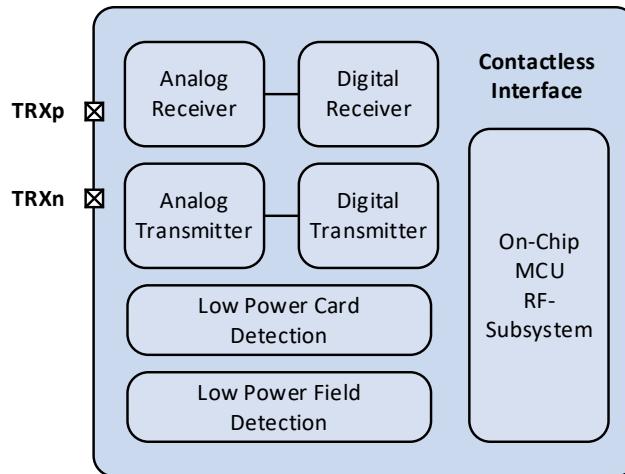 TRXp
TRXn
Analog
Receiver
Digital
Receiver
Analog
Transmitter
Digital
Transmitter
Low Power Card
Detection
Low Power Field
Detection
Contactless
Interface
On-Chip
MCU
RF-
Subsystem